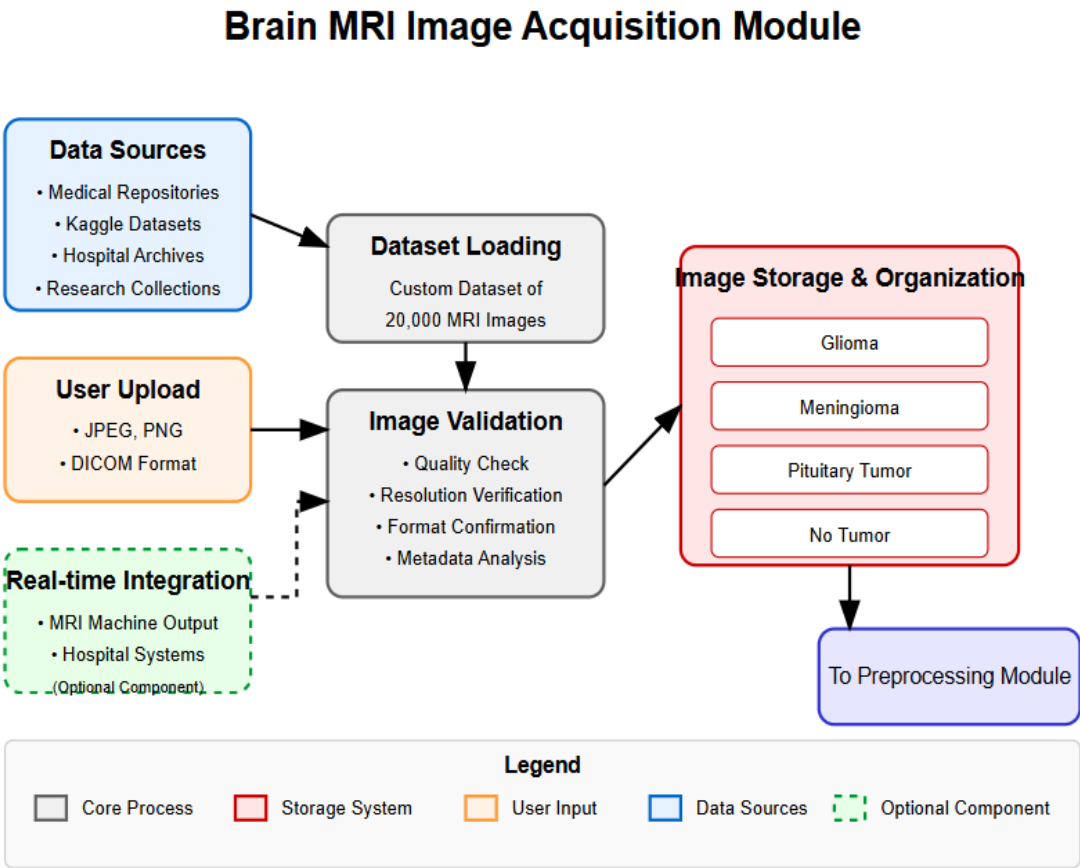 Brain MRI Image Acquisition Module
Data Sources
• Medical Repositories
• Kaggle Datasets
• Hospital Archives
• Research Collections
Dataset Loading
Custom Dataset of
20,000 MRI Images
User Upload
• JPEG, PNG
• DICOM Format
Image Validation
• Quality Check
• Resolution Verification
• Format Confirmation
• Metadata Analysis
Real-time Integration
• MRI Machine Output
• Hospital Systems
(Optional Component)
Image Storage & Organization
Glioma
Meningioma
Pituitary Tumor
No Tumor
To Preprocessing Module
Legend
Core Process
Storage System
User Input
Data Sources
Optional Component